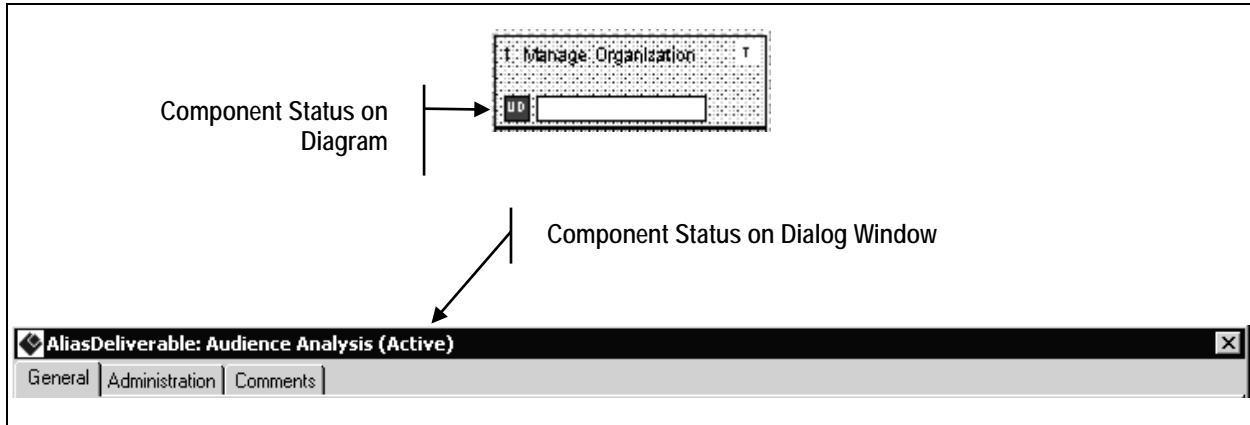 1 Manage Organization T
UD
Component Status on
Diagram
Component Status on Dialog Window
AliasDeliverable: Audience Analysis (Active)
General Administration Comments